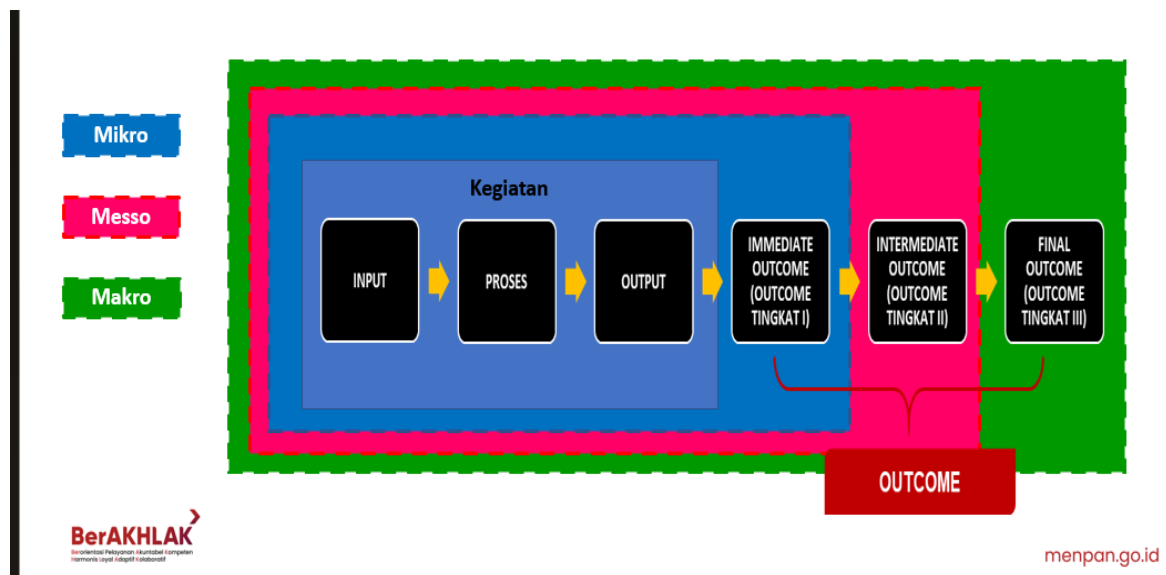 Mikro
Messo
Makro
Kegiatan
INPUT
PROSES
OUTPUT
IMMEDIATE
OUTCOME
(OUTCOME
TINGKAT I)
INTERMEDIATE
OUTCOME
(OUTCOME
TINGKAT II)
FINAL
OUTCOME
(OUTCOME
TINGKAT III)
OUTCOME
BerAKHLAK
Berorientasi Pelayanan Akuntabel Kompeten
Harmonis Loyal Adaptif Kolaboratif
menpan.go.id